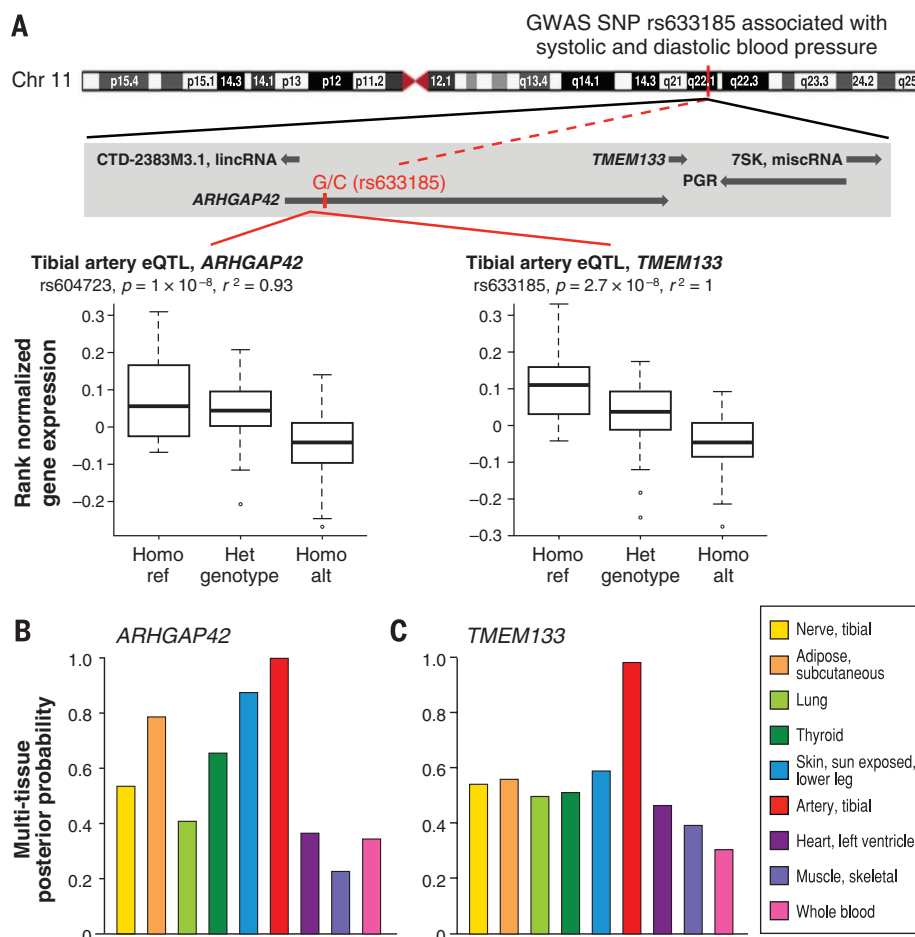 A
GWAS SNP rs633185 associated with
systolic and diastolic blood pressure
Chr 11
p15.4 p15.1 14.3 14.1 p13 p12 p11.2 12.1 q13.4 q14.1 14.3 q21 q22.1 q22.3 q23.3 24.2 q25
CTD-2383M3.1, lincRNA TMEM133 7SK, miscRNA
G/C (rs633185) PGR
ARHGAP42
Tibial artery eQTL, ARHGAP42
rs604723, p = 1 × 10⁻⁸, r² = 0.93
Tibial artery eQTL, TMEM133
rs633185, p = 2.7 × 10⁻⁸, r² = 1
Rank normalized
gene expression
0.3
0.2
0.1
0
−0.1
−0.2
Homo
ref
Het
genotype
Homo
alt
0.3
0.2
0.1
0
−0.1
−0.2
−0.3
Homo
ref
Het
genotype
Homo
alt
B
ARHGAP42
Multi-tissue
posterior probability
1.0
0.8
0.6
0.4
0.2
0
C
TMEM133
1.0
0.8
0.6
0.4
0.2
0
Nerve, tibial
Adipose,
subcutaneous
Lung
Thyroid
Skin, sun exposed,
lower leg
Artery, tibial
Heart, left ventricle
Muscle, skeletal
Whole blood